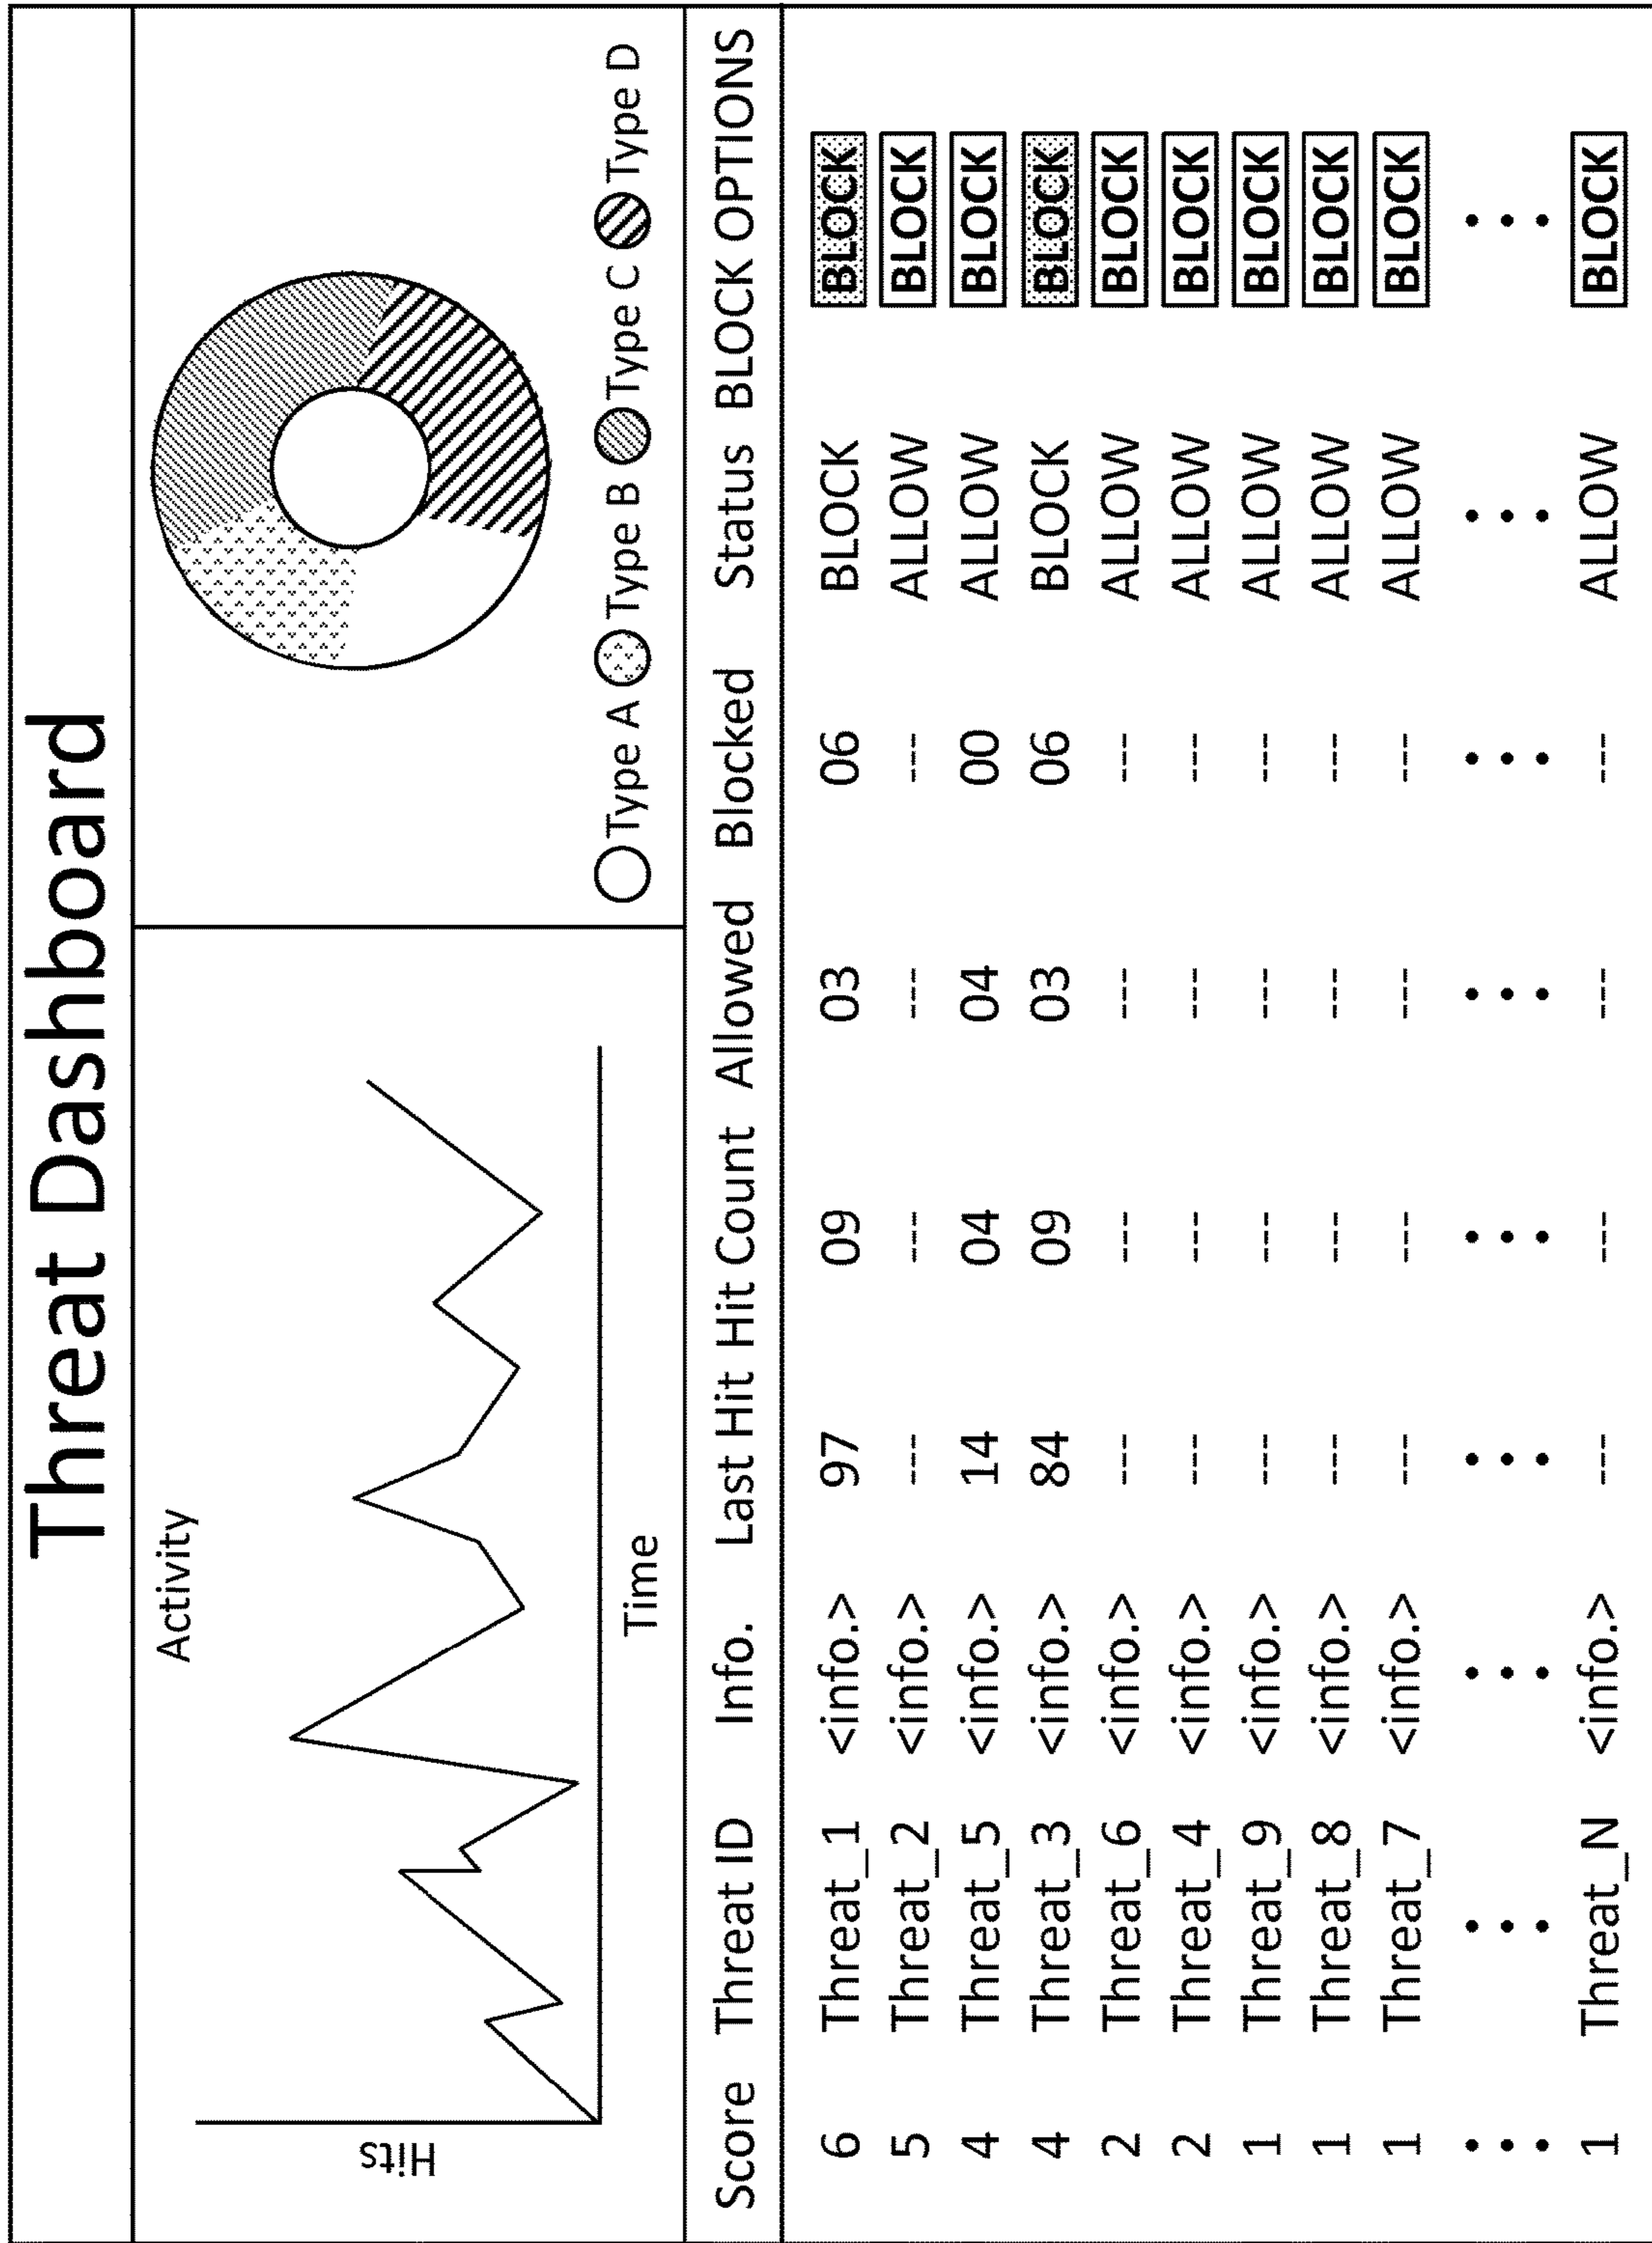 Threat Dashboard
Activity
Hits
Time
Type A Type B Type C Type D
Score Threat ID Info. Last Hit Hit Count Allowed Blocked Status BLOCK OPTIONS
6 Threat_1 <info.> 97 09 03 06 BLOCK BLOCK
5 Threat_2 <info.> --- --- --- --- ALLOW BLOCK
4 Threat_5 <info.> 14 04 04 00 ALLOW BLOCK
4 Threat_3 <info.> 84 09 03 06 BLOCK BLOCK
2 Threat_6 <info.> --- --- --- --- ALLOW BLOCK
2 Threat_4 <info.> --- --- --- --- ALLOW BLOCK
1 Threat_9 <info.> --- --- --- --- ALLOW BLOCK
1 Threat_8 <info.> --- --- --- --- ALLOW BLOCK
1 Threat_7 <info.> --- --- --- --- ALLOW BLOCK
1 Threat_N <info.> --- --- --- --- ALLOW BLOCK